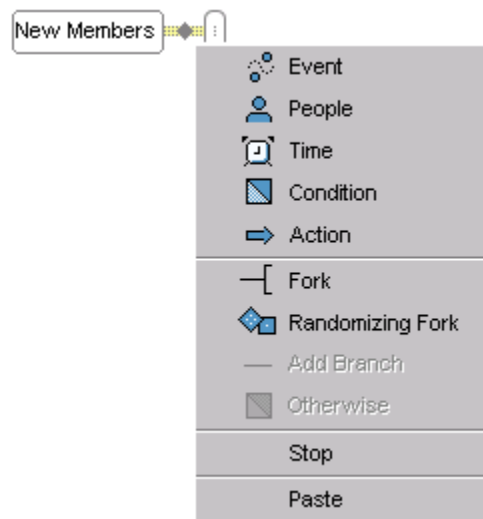 New Members
Event
People
Time
Condition
Action
Fork
Randomizing Fork
Add Branch
Otherwise
Stop
Paste